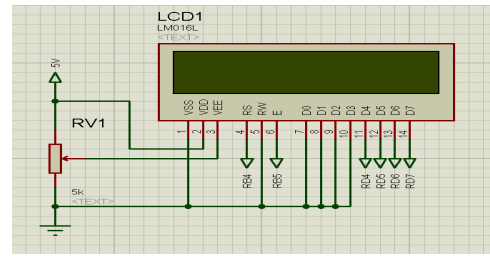 LCD1
LM016L
<TEXT>
5V
RV1
5k
<TEXT>
VSS VDD VEE RS RW E D0 D1 D2 D3 D4 D5 D6 D7
1 2 3 4 5 6 7 8 9 10 11 12 13 14
RB4 RB5 RD4 RD5 RD6 RD7